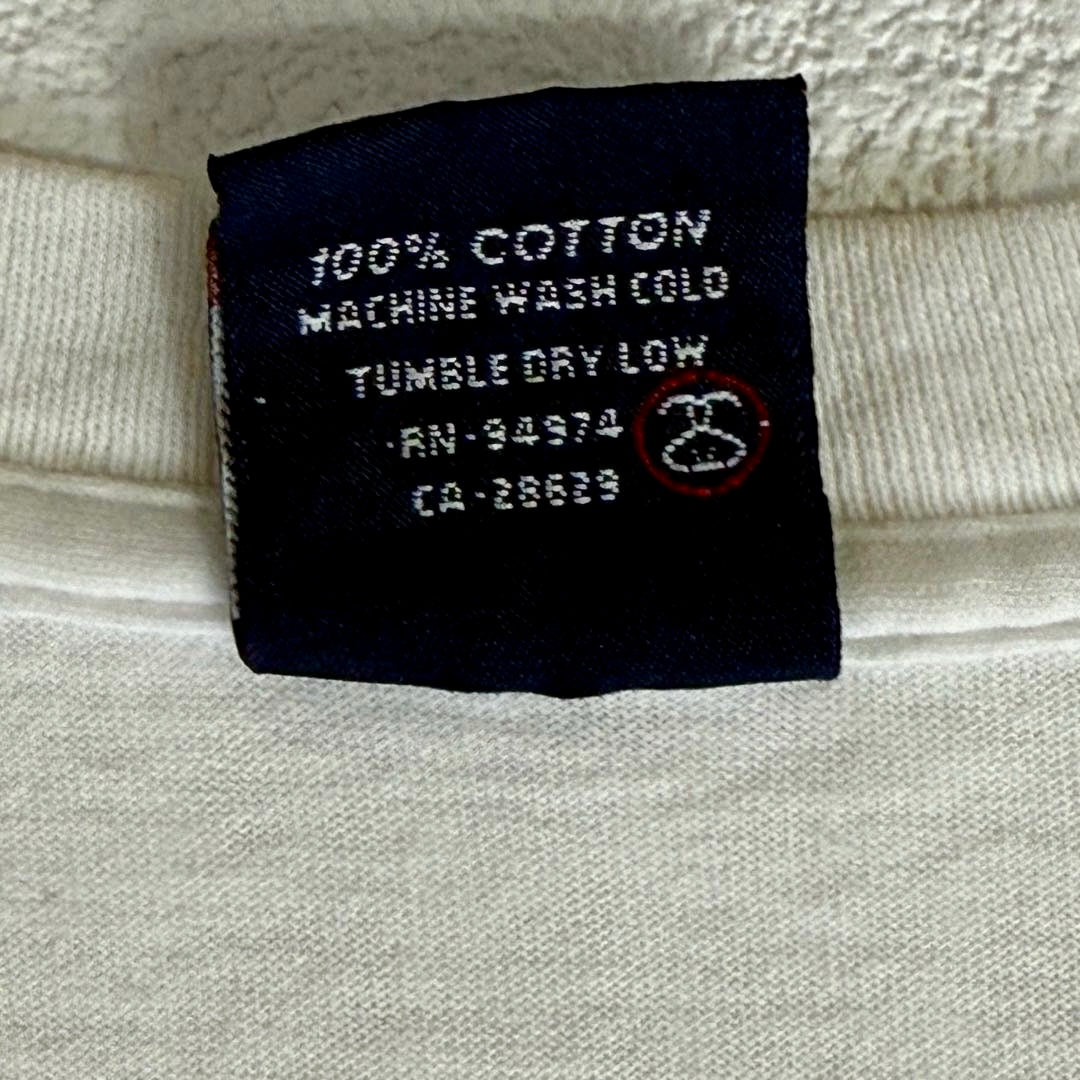 100% COTTON
MACHINE WASH COLD
TUMBLE DRY LOW
RN-94974
CA-28629